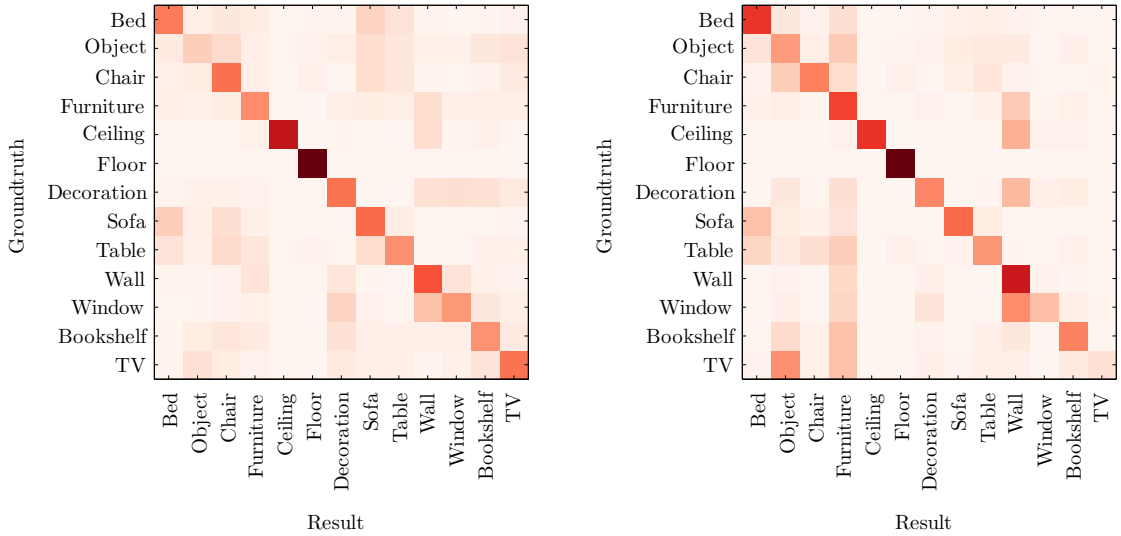 Groundtruth
Bed
Object
Chair
Furniture
Ceiling
Floor
Decoration
Sofa
Table
Wall
Window
Bookshelf
TV
Bed
Object
Chair
Furniture
Ceiling
Floor
Decoration
Sofa
Table
Wall
Window
Bookshelf
TV
Result
Groundtruth
Bed
Object
Chair
Furniture
Ceiling
Floor
Decoration
Sofa
Table
Wall
Window
Bookshelf
TV
Bed
Object
Chair
Furniture
Ceiling
Floor
Decoration
Sofa
Table
Wall
Window
Bookshelf
TV
Result